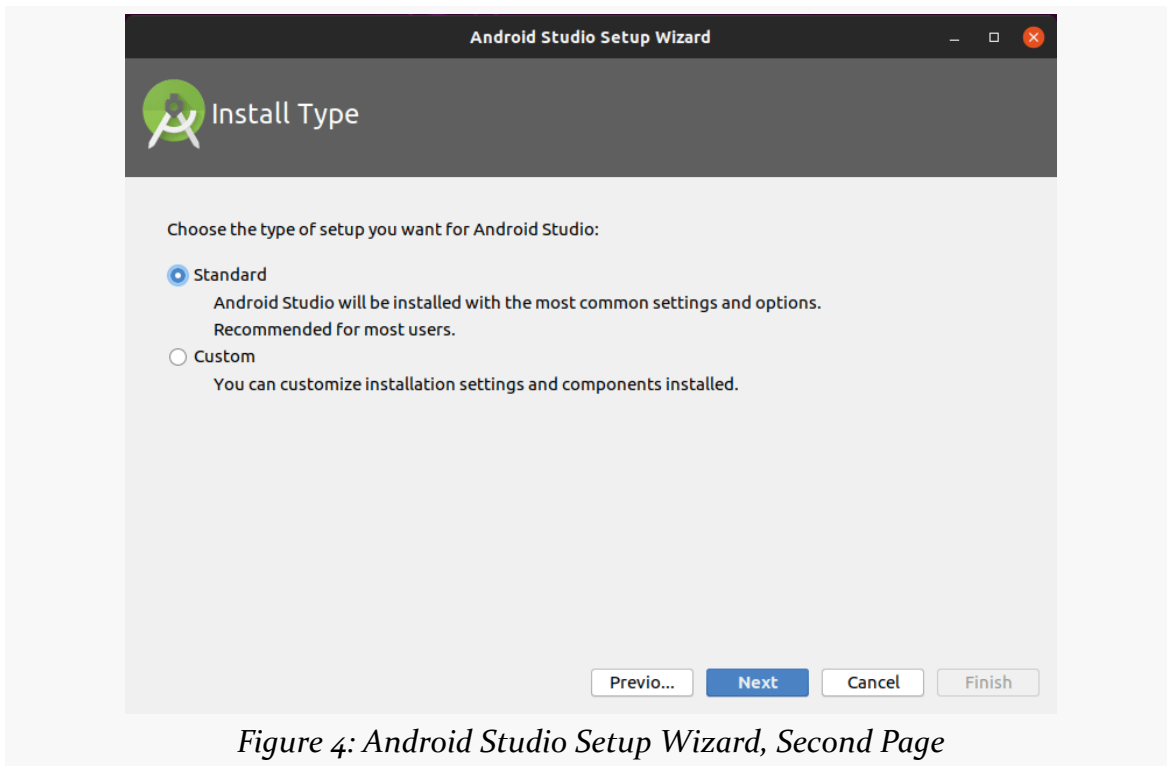 Android Studio Setup Wizard
Install Type
Choose the type of setup you want for Android Studio:
Standard
Android Studio will be installed with the most common settings and options.
Recommended for most users.
Custom
You can customize installation settings and components installed.
Previo... Next Cancel Finish
Figure 4: Android Studio Setup Wizard, Second Page